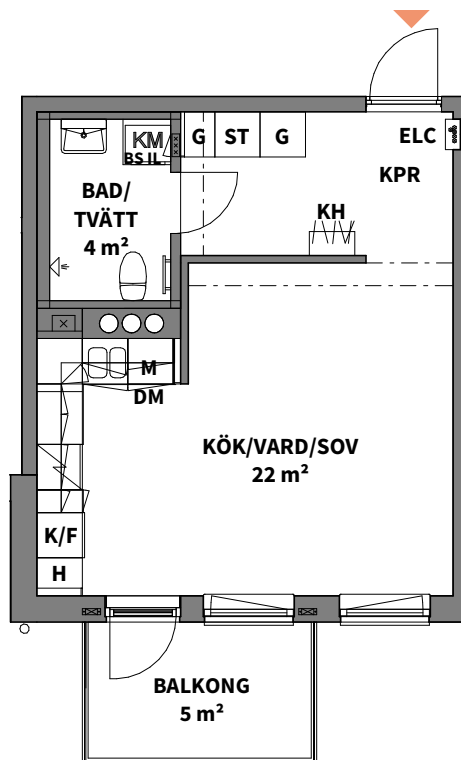 KM
BS IL
G
ST
G
ELC
KPR
KH
BAD/
TVÄTT
4 m²
M
DM
KÖK/VARD/SOV
22 m²
K/F
H
BALKONG
5 m²